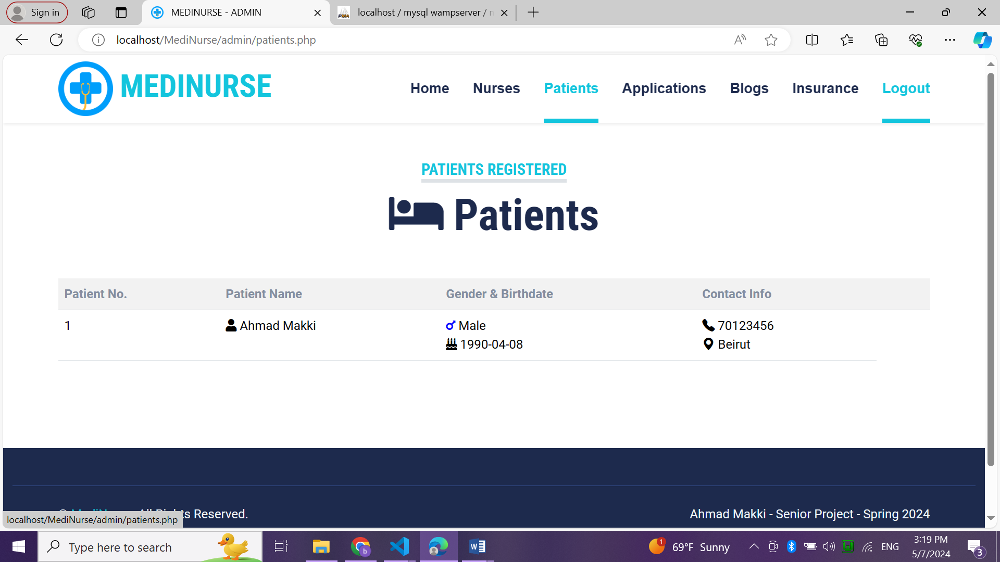 Sign in
MEDINURSE - ADMIN
localhost / mysql wampserver /
localhost/MediNurse/admin/patients.php
MEDINURSE
Home Nurses Patients Applications Blogs Insurance Logout
PATIENTS REGISTERED
Patients
Patient No. Patient Name Gender & Birthdate Contact Info
1 Ahmad Makki Male 70123456
1990-04-08 Beirut
s Reserved. Ahmad Makki - Senior Project - Spring 2024
localhost/MediNurse/admin/patients.php
Type here to search
1 69°F Sunny ENG 3:19 PM
5/7/2024
3